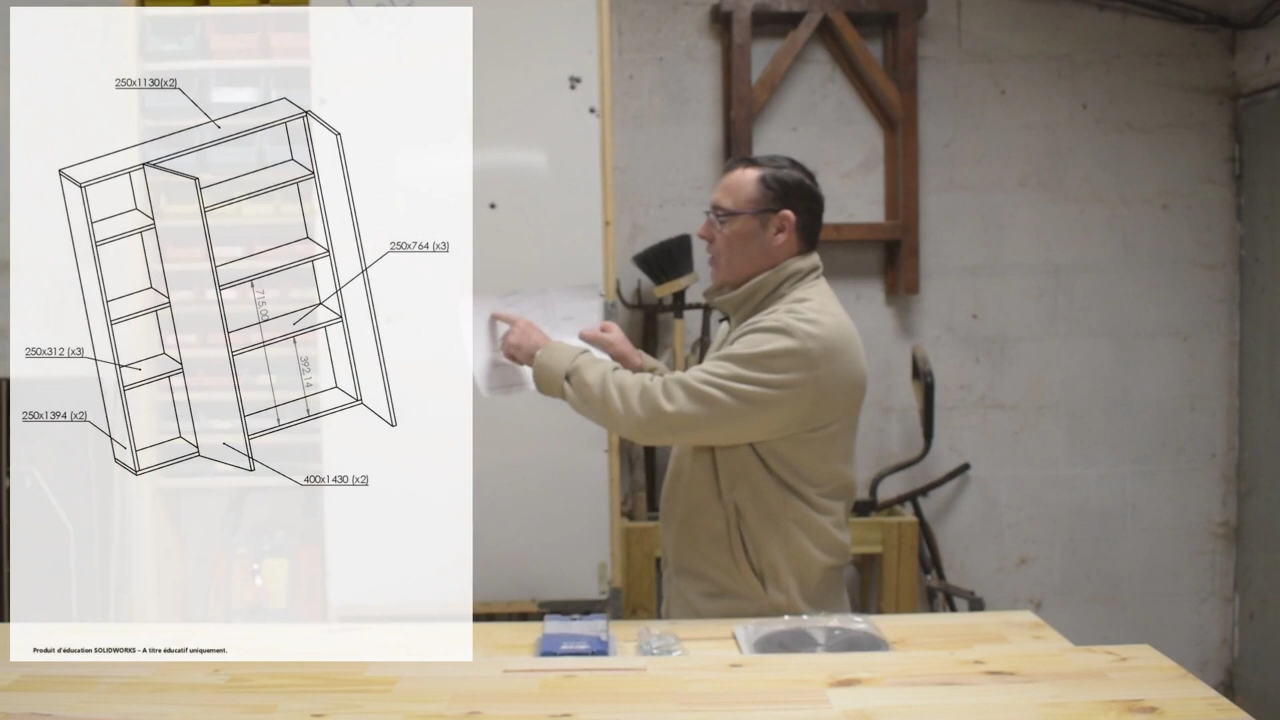 250x1130(x2)
250x764 (x3)
715.00
250x312 (x3)
392.14
250x1394 (x2)
400x1430 (x2)
Produit d'éducation SOLIDWORKS – A titre éducatif uniquement.